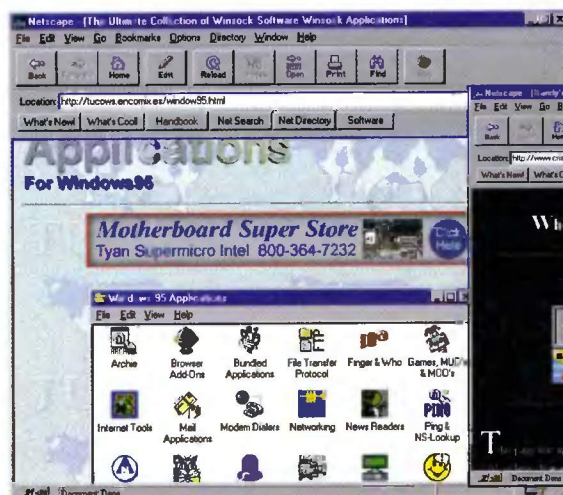 Netscape - [The Ultimate Collection of Winsock Software Winsock Applications]
File Edit View Go Bookmarks Options Directory Window Help
Back Home Edit Reload Open Print Find
Location: http://tucows.encomix.es/window95.html
What's New! What's Cool! Handbook Net Search Net Directory Software
Applications
For Windows95
Motherboard Super Store
Tyan Supermicro Intel 800-364-7232
Click Here
Windows 95 Applications
File Edit View Help
Archie
Browser Add-Ons
Bundled Applications
File Transfer Protocol
Finger & Who
Games, MUD's & MOO's
Internet Tools
Mail Applications
Modem Dialers
Networking
News Readers
PING
Ping & NS-Lookup
Document Done
Netscape - [Randy's
File Edit View Go B
Back
Location: http://www.cris
What's New! What's C
Wh
T
Document Done